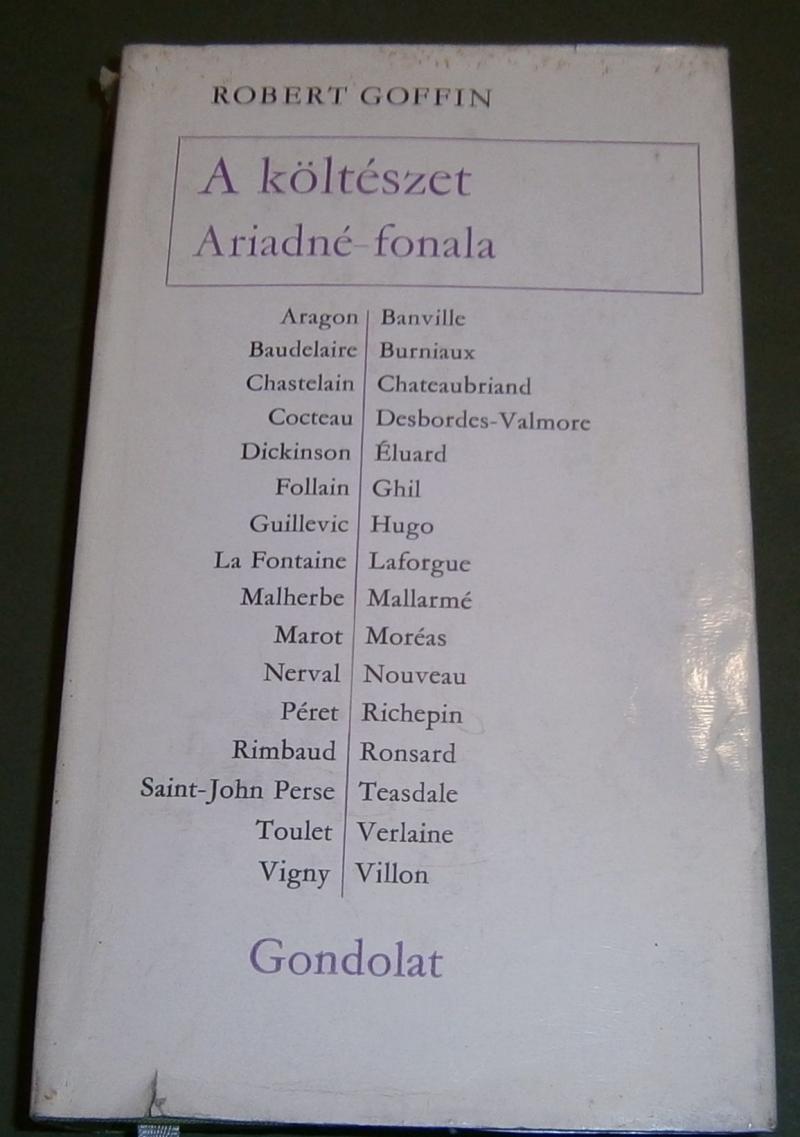 ROBERT GOFFIN
A költészet
Ariadné-fonala
Aragon Banville
Baudelaire Burniaux
Chastelain Chateaubriand
Cocteau Desbordes-Valmore
Dickinson Éluard
Follain Ghil
Guillevic Hugo
La Fontaine Laforgue
Malherbe Mallarmé
Marot Moréas
Nerval Nouveau
Péret Richepin
Rimbaud Ronsard
Saint-John Perse Teasdale
Toulet Verlaine
Vigny Villon
Gondolat